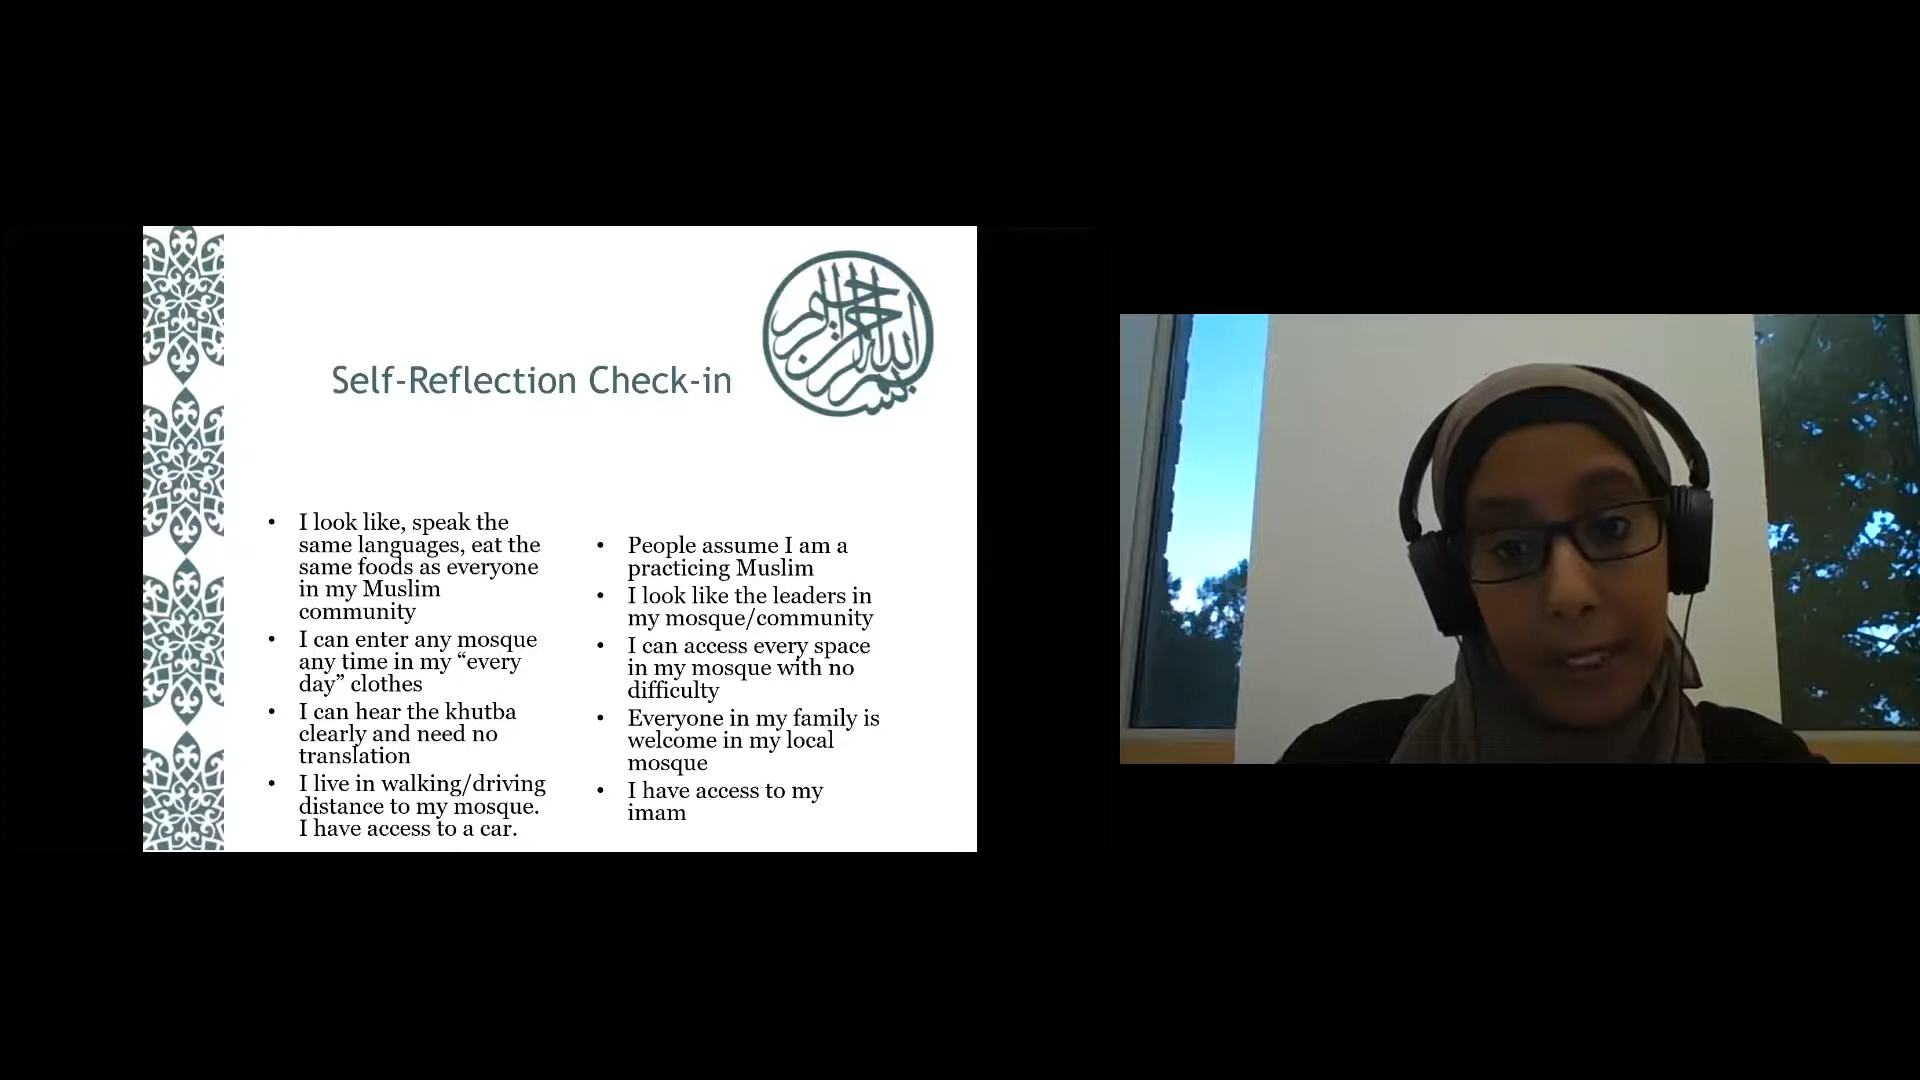 بسم الله الرحمن الرحيم
Self-Reflection Check-in
• I look like, speak the
same languages, eat the
same foods as everyone
in my Muslim
community
• I can enter any mosque
any time in my “every
day” clothes
• I can hear the khutba
clearly and need no
translation
• I live in walking/driving
distance to my mosque.
I have access to a car.
• People assume I am a
practicing Muslim
• I look like the leaders in
my mosque/community
• I can access every space
in my mosque with no
difficulty
• Everyone in my family is
welcome in my local
mosque
• I have access to my
imam